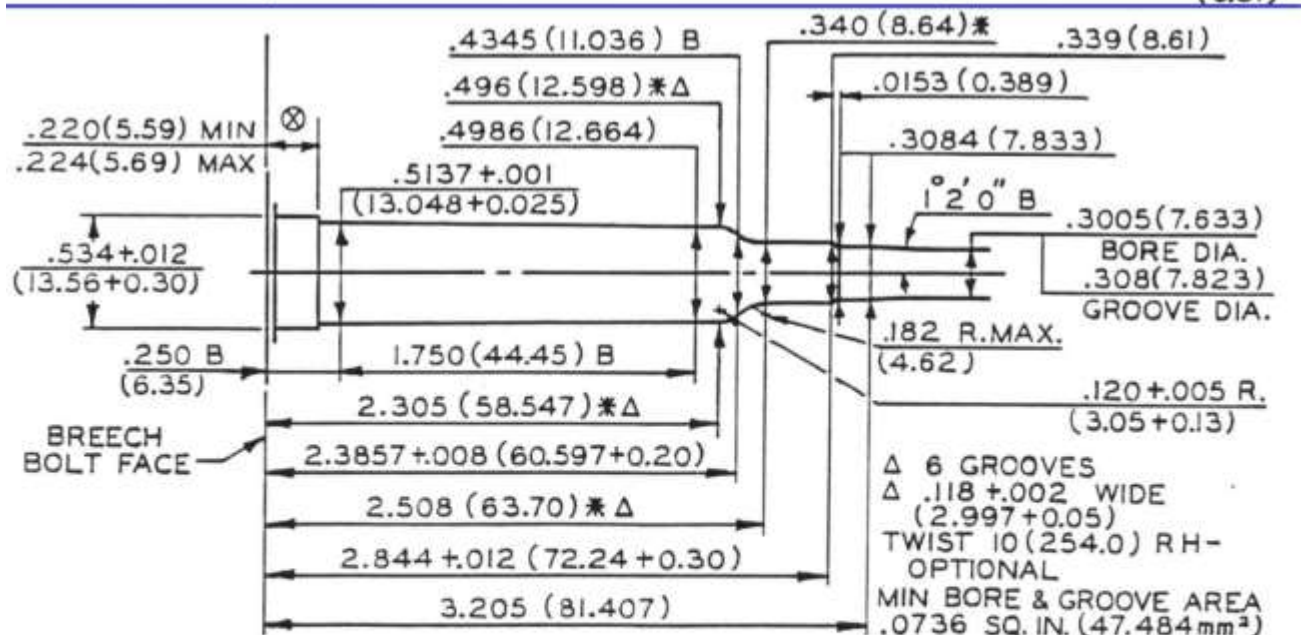 .4345(11.036) B
.340(8.64)⁕
.339(8.61)
.496(12.598)⁕Δ
.0153(0.389)
.220(5.59) MIN
.224(5.69) MAX
⊗
.4986(12.664)
.3084(7.833)
.5137+.001
(13.048+0.025)
1°2'0" B
.3005(7.633)
BORE DIA.
.308(7.823)
GROOVE DIA.
.534+.012
(13.56+0.30)
.250 B
(6.35)
1.750(44.45) B
.182 R.MAX.
(4.62)
2.305 (58.547)⁕Δ
.120+.005 R.
(3.05+0.13)
BREECH
BOLT FACE
2.3857+.008 (60.597+0.20)
2.508 (63.70)⁕Δ
2.844+.012 (72.24+0.30)
3.205 (81.407)
Δ 6 GROOVES
Δ .118+.002 WIDE
(2.997+0.05)
TWIST 10(254.0) RH-
OPTIONAL
MIN BORE & GROOVE AREA
.0736 SQ. IN. (47.484mm²)